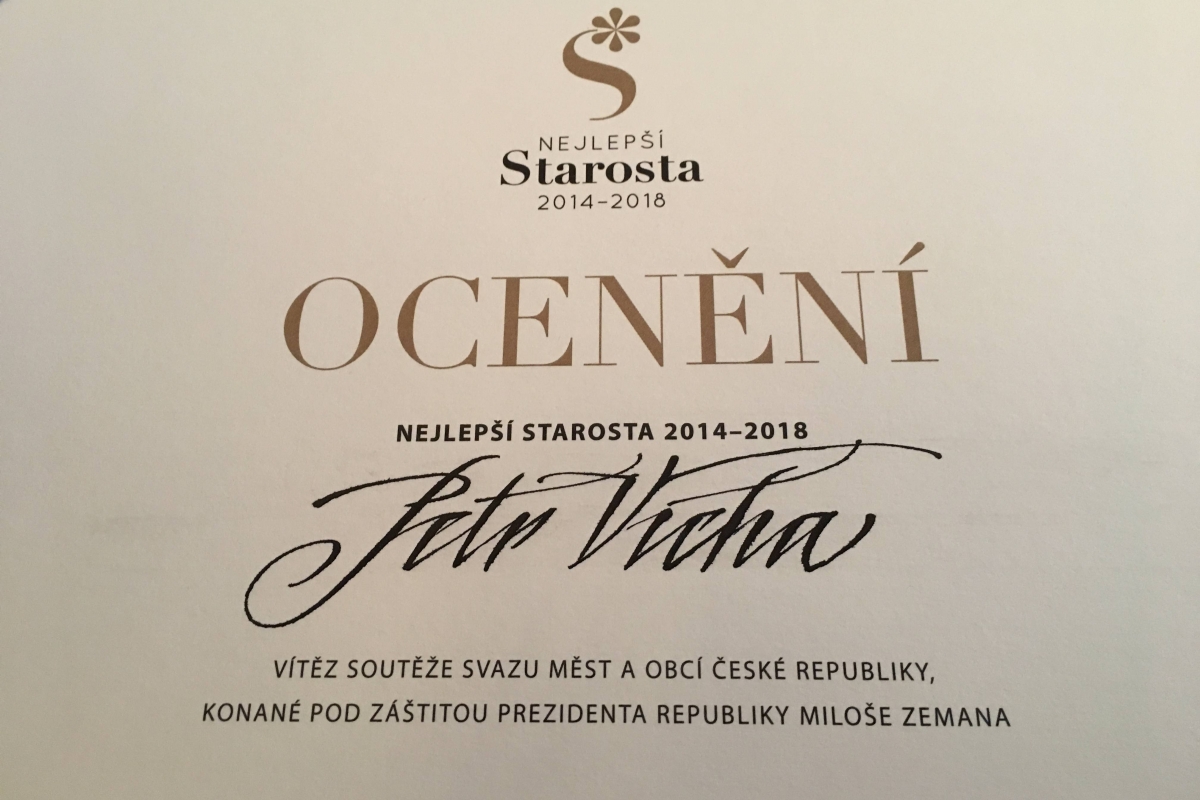 NEJLEPŠÍ
Starosta
2014–2018
OCENĚNÍ
NEJLEPŠÍ STAROSTA 2014–2018
Petr Vícha
VÍTĚZ SOUTĚŽE SVAZU MĚST A OBCÍ ČESKÉ REPUBLIKY,
KONANÉ POD ZÁŠTITOU PREZIDENTA REPUBLIKY MILOŠE ZEMANA